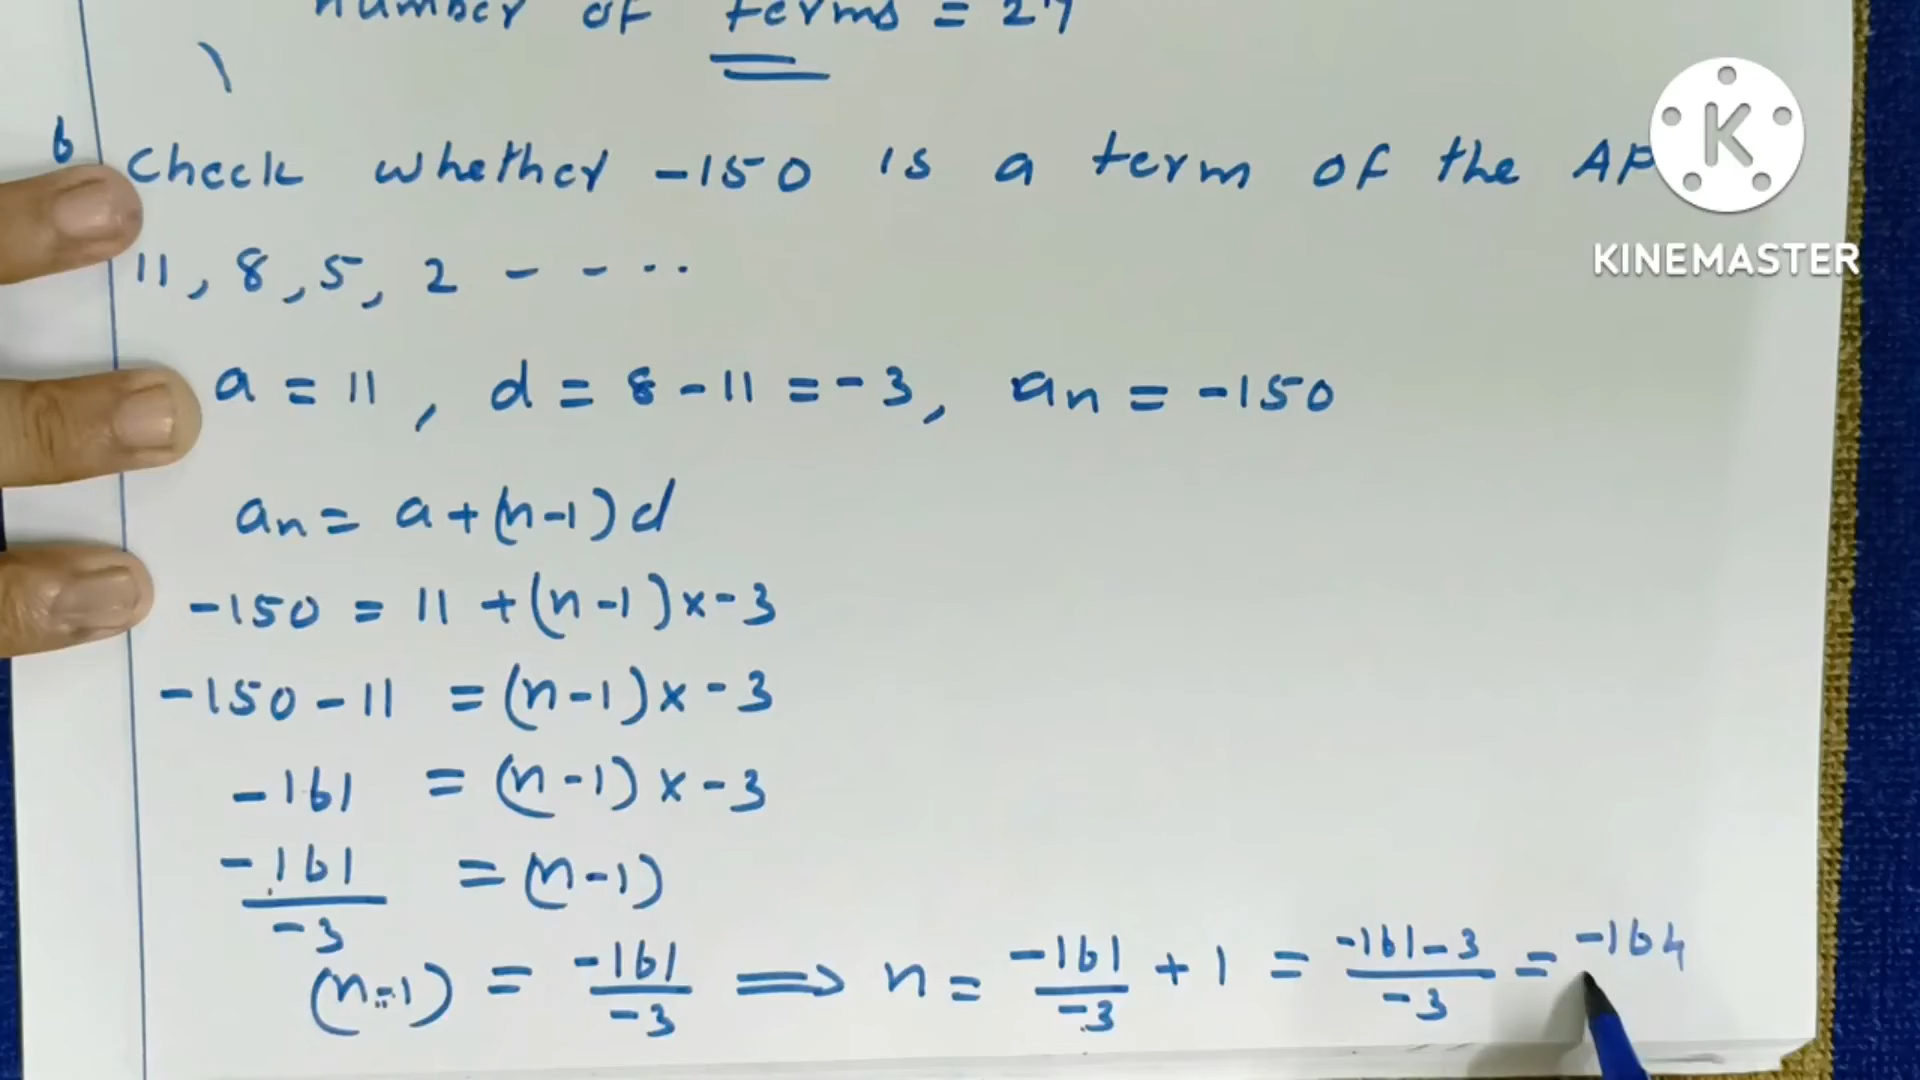 number of terms = 27
6 Check whether -150 is a term of the AP
K
KINEMASTER
11, 8, 5, 2 - - ..
a = 11, d = 8 - 11 = -3, an = -150
an = a + (n-1) d
-150 = 11 + (n-1) x -3
-150 - 11 = (n-1) x -3
-161 = (n-1) x -3
-161/-3 = (n-1)
(n-1) = -161/-3 ⟹ n = -161/-3 + 1 = -161-3/-3 = -164